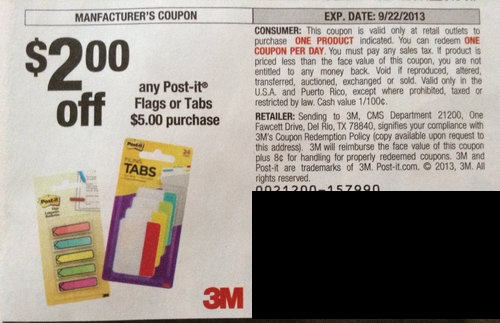 MANFACTURER'S COUPON
EXP. DATE: 9/22/2013
$2.00
off
any Post-it®
Flags or Tabs
$5.00 purchase
CONSUMER: This coupon is valid only at retail outlets to
purchase ONE PRODUCT indicated. You can redeem ONE
COUPON PER DAY. You must pay any sales tax. If product is
priced less than the face value of this coupon, you are not
entitled to any money back. Void if reproduced, altered,
transferred, auctioned, exchanged or sold. Valid only in the
U.S.A. and Puerto Rico, except where prohibited, taxed or
restricted by law. Cash value 1/100¢.
RETAILER: Sending to 3M, CMS Department 21200, One
Fawcett Drive, Del Rio, TX 78840, signifies your compliance with
3M's Coupon Redemption Policy (copy available upon request to
this address). 3M will reimburse the face value of this coupon
plus 8¢ for handling for properly redeemed coupons. 3M and
Post-it are trademarks of 3M. Post-it.com. © 2013, 3M. All
rights reserved.
0021200-157990
Post-it
FILING
TABS
24
Post-it
3M